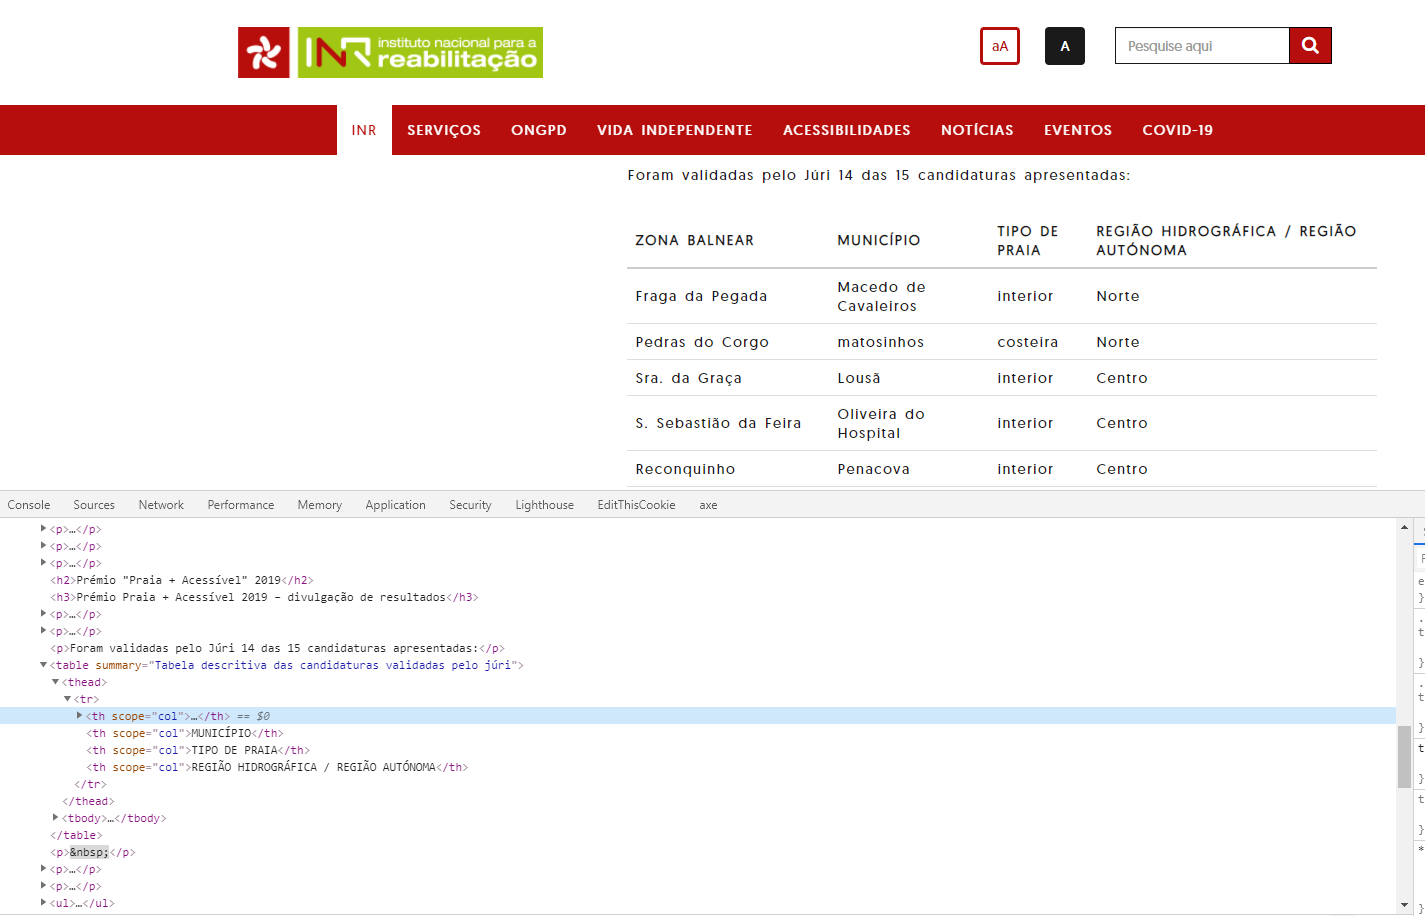 INR instituto nacional para a
reabilitação
aA
A
Pesquise aqui
INR SERVIÇOS ONGPD VIDA INDEPENDENTE ACESSIBILIDADES NOTÍCIAS EVENTOS COVID-19
Foram validadas pelo Júri 14 das 15 candidaturas apresentadas:
ZONA BALNEAR MUNICÍPIO TIPO DE PRAIA REGIÃO HIDROGRÁFICA / REGIÃO AUTÓNOMA
Fraga da Pegada Macedo de Cavaleiros interior Norte
Pedras do Corgo matosinhos costeira Norte
Sra. da Graça Lousã interior Centro
S. Sebastião da Feira Oliveira do Hospital interior Centro
Reconquinho Penacova interior Centro
Console Sources Network Performance Memory Application Security Lighthouse EditThisCookie axe
<p>…</p>
<p>…</p>
<p>…</p>
<h2>Prémio "Praia + Acessível" 2019</h2>
<h3>Prémio Praia + Acessível 2019 – divulgação de resultados</h3>
<p>…</p>
<p>…</p>
<p>Foram validadas pelo Júri 14 das 15 candidaturas apresentadas:</p>
<table summary="Tabela descritiva das candidaturas validadas pelo júri">
<thead>
<tr>
<th scope="col">…</th> == $0
<th scope="col">MUNICÍPIO</th>
<th scope="col">TIPO DE PRAIA</th>
<th scope="col">REGIÃO HIDROGRÁFICA / REGIÃO AUTÓNOMA</th>
</tr>
</thead>
<tbody>…</tbody>
</table>
<p>&nbsp;</p>
<p>…</p>
<p>…</p>
<ul>…</ul>